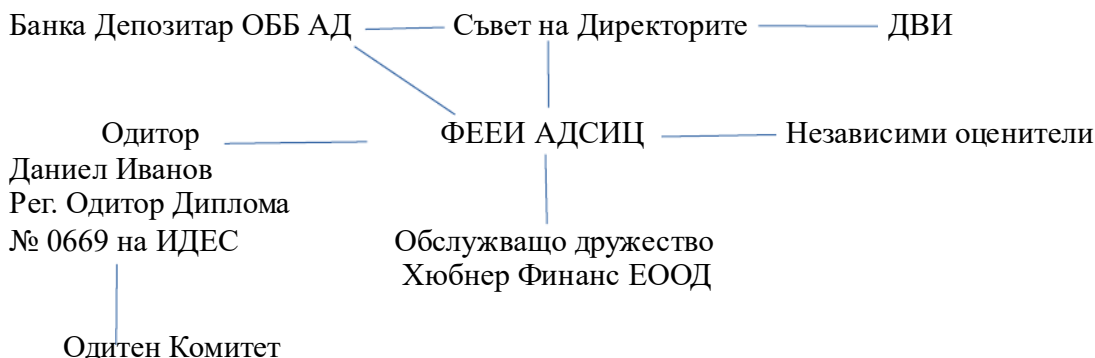 Банка Депозитар ОББ АД Съвет на Директорите ДВИ
Одитор ФЕЕИ АДСИЦ Независими оценители
Даниел Иванов
Рег. Одитор Диплома
№ 0669 на ИДЕС Обслужващо дружество
Хюбнер Финанс ЕООД
Одитен Комитет